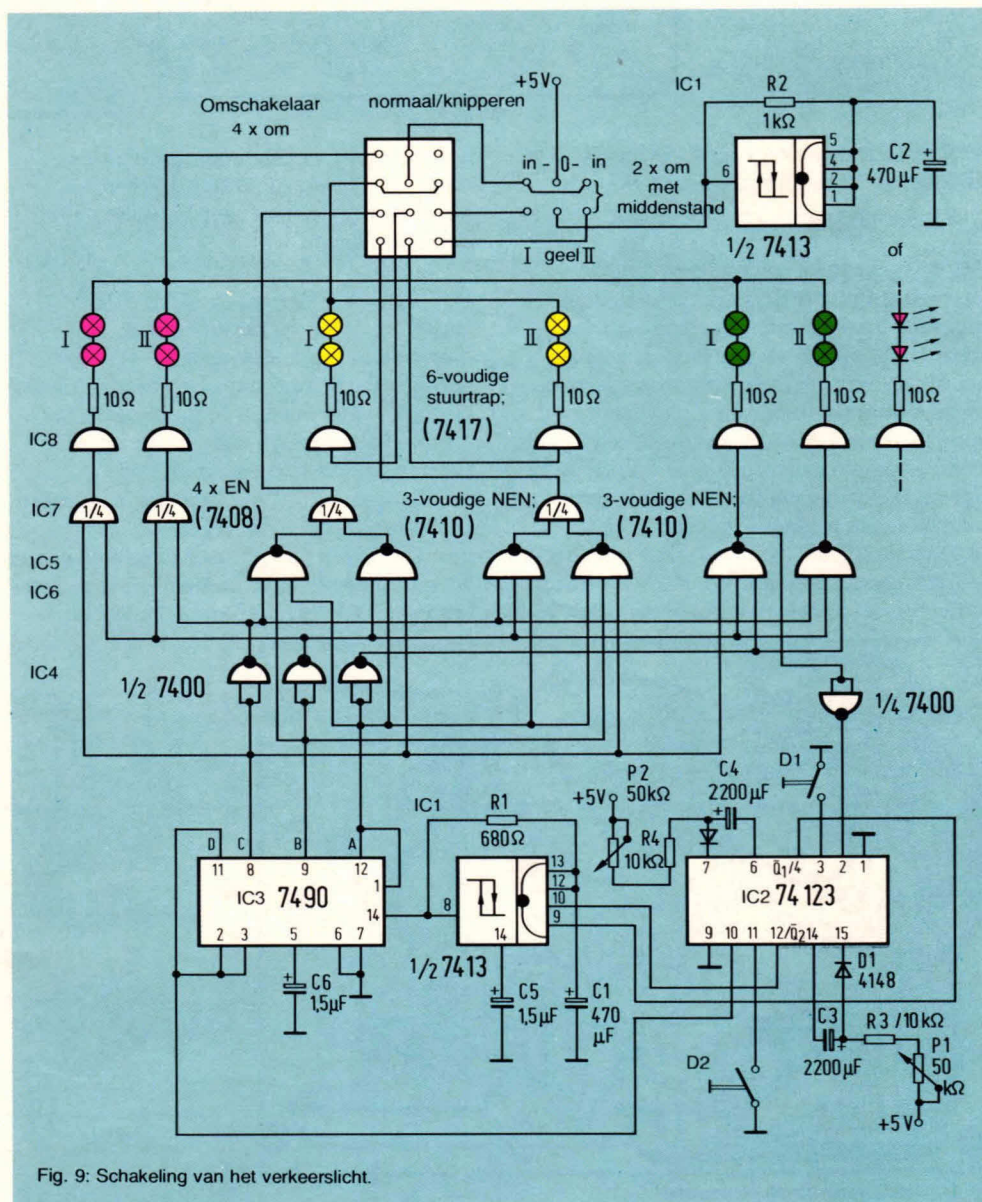 +5V
IC1
R2
1kΩ
Omschakelaar
4 x om
normaal/knipperen
in - 0 - in
2 x om
met
middenstand
6
5
4
2
1
C2
470 µF
+
1/2 7413
I geel II
of
I
II
I
II
I
II
10Ω
10Ω
10Ω
6-voudige
stuurtrap;
(7417)
10Ω
10Ω
10Ω
10Ω
IC8
IC7
1/4
1/4
4 x EN
(7408)
1/4
3-voudige NEN;
(7410)
1/4
3-voudige NEN;
(7410)
IC5
IC6
IC4
1/2 7400
1/4 7400
P2
50kΩ
+5V
C4
2200µF
+
D1
IC1
R1
680Ω
R4
10kΩ
D
C
B
A
11
8
9
12
IC3 7490
1
14
2
3
5
6
7
+
C6
1,5µF
8
13
12
10
9
14
1/2 7413
+
C5
1,5µF
+
C1
470
µF
7
6
Q̄1/4
3
2
1
IC2 74123
9
10
11
12/Q̄2
14
15
D1
4148
C3
+
2200µF
R3 /10kΩ
P1
50
kΩ
+5V
D2
Fig. 9: Schakeling van het verkeerslicht.